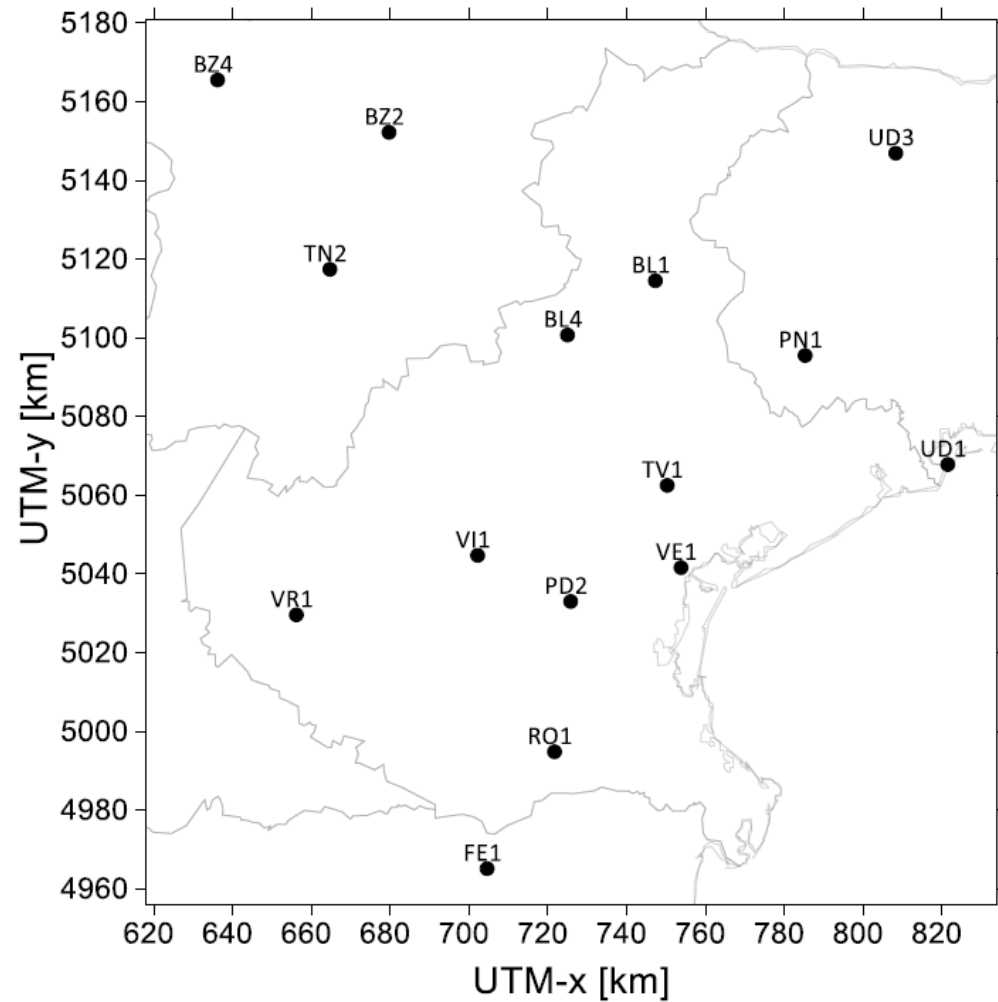 5180
5160
5140
5120
5100
5080
5060
5040
5020
5000
4980
4960
UTM-y [km]
BZ4
BZ2
UD3
TN2
BL1
BL4
PN1
UD1
TV1
VI1
VE1
PD2
VR1
RO1
FE1
620 640 660 680 700 720 740 760 780 800 820
UTM-x [km]